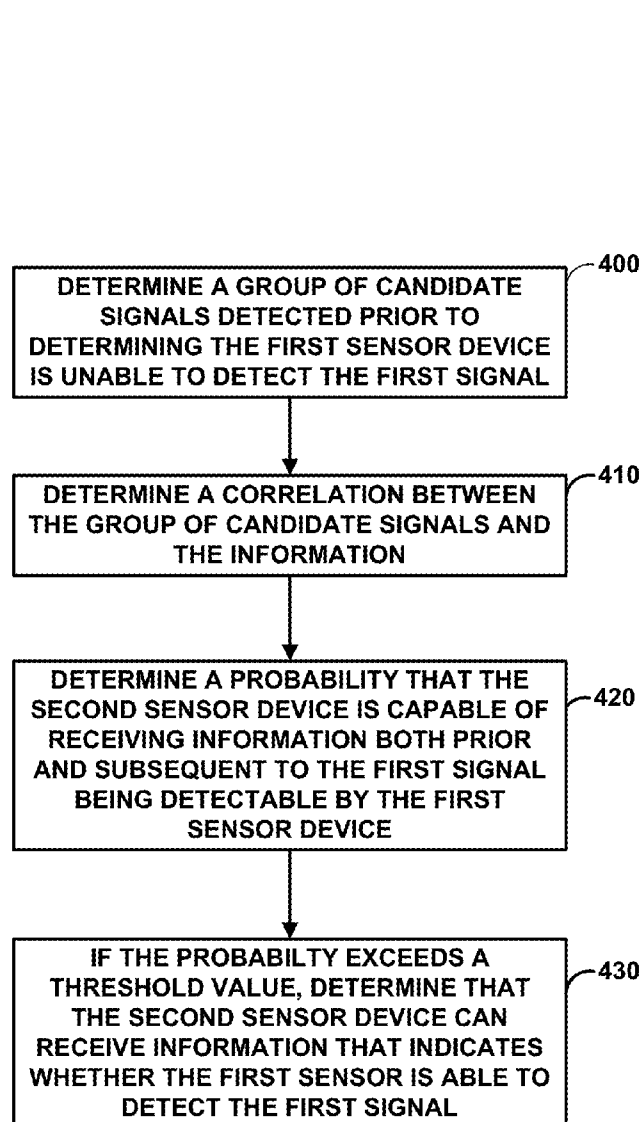 400
DETERMINE A GROUP OF CANDIDATE
SIGNALS DETECTED PRIOR TO
DETERMINING THE FIRST SENSOR DEVICE
IS UNABLE TO DETECT THE FIRST SIGNAL
410
DETERMINE A CORRELATION BETWEEN
THE GROUP OF CANDIDATE SIGNALS AND
THE INFORMATION
420
DETERMINE A PROBABILITY THAT THE
SECOND SENSOR DEVICE IS CAPABLE OF
RECEIVING INFORMATION BOTH PRIOR
AND SUBSEQUENT TO THE FIRST SIGNAL
BEING DETECTABLE BY THE FIRST
SENSOR DEVICE
430
IF THE PROBABILTY EXCEEDS A
THRESHOLD VALUE, DETERMINE THAT
THE SECOND SENSOR DEVICE CAN
RECEIVE INFORMATION THAT INDICATES
WHETHER THE FIRST SENSOR IS ABLE TO
DETECT THE FIRST SIGNAL